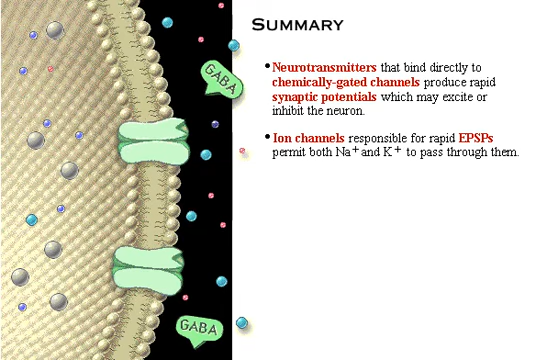 SUMMARY
• Neurotransmitters that bind directly to
chemically-gated channels produce rapid
synaptic potentials which may excite or
inhibit the neuron.
• Ion channels responsible for rapid EPSPs
permit both Na⁺ and K⁺ to pass through them.
GABA
GABA